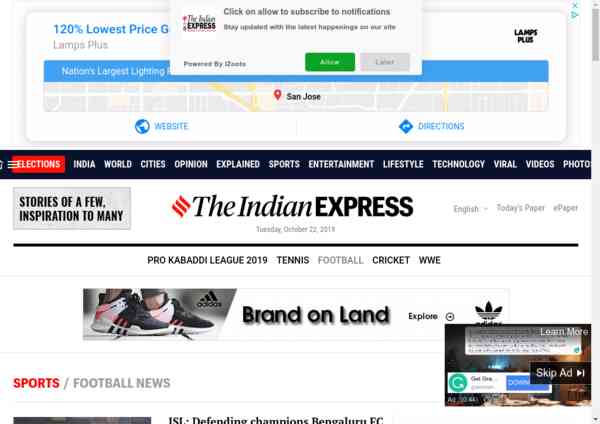 120% Lowest Price G
Lamps Plus
Nation's Largest Lighting R
San Jose
WEBSITE
DIRECTIONS
LAMPS
PLUS
The Indian
EXPRESS
Click on allow to subscribe to notifications
Stay updated with the latest happenings on our site
Powered By iZooto
Allow
Later
ELECTIONS INDIA WORLD CITIES OPINION EXPLAINED SPORTS ENTERTAINMENT LIFESTYLE TECHNOLOGY VIRAL VIDEOS PHOTOS
STORIES OF A FEW,
INSPIRATION TO MANY
The Indian EXPRESS
Tuesday, October 22, 2019
English
Today's Paper
ePaper
PRO KABADDI LEAGUE 2019 TENNIS FOOTBALL CRICKET WWE
adidas
Brand on Land
Explore
adidas
Learn More
Get Gra...
DOWNLO
Skip Ad
Ad (0:44)
SPORTS / FOOTBALL NEWS
ISL: Defending champions Bengaluru FC